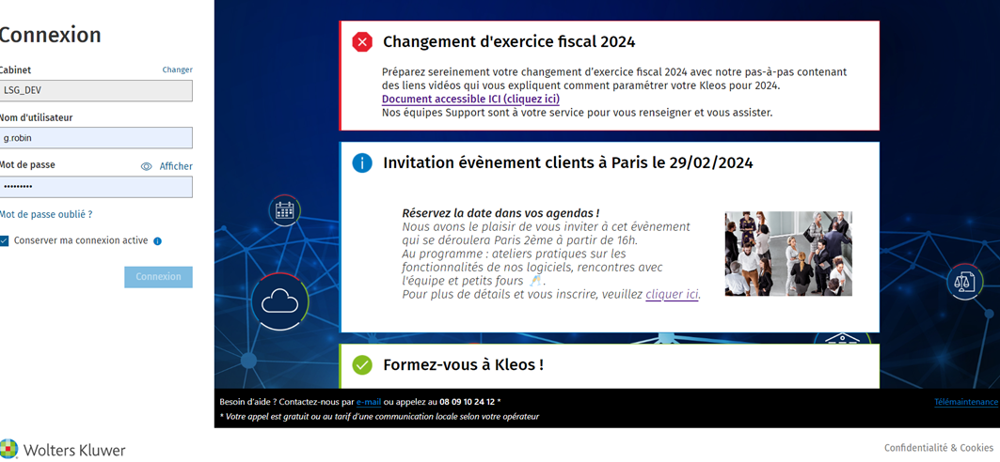 Connexion
Cabinet
Changer
LSG_DEV
Nom d'utilisateur
g.robin
Mot de passe
Afficher
•••••••••
Mot de passe oublié ?
Conserver ma connexion active
Connexion
Changement d'exercice fiscal 2024
Préparez sereinement votre changement d'exercice fiscal 2024 avec notre pas-à-pas contenant
des liens vidéos qui vous expliquent comment paramétrer votre Kleos pour 2024.
Document accessible ICI (cliquez ici)
Nos équipes Support sont à votre service pour vous renseigner et vous assister.
Invitation évènement clients à Paris le 29/02/2024
Réservez la date dans vos agendas !
Nous avons le plaisir de vous inviter à cet évènement
qui se déroulera Paris 2ème à partir de 16h.
Au programme : ateliers pratiques sur les
fonctionnalités de nos logiciels, rencontres avec
l'équipe et petits fours 🥂.
Pour plus de détails et vous inscrire, veuillez cliquer ici.
Formez-vous à Kleos !
Besoin d'aide ? Contactez-nous par e-mail ou appelez au 08 09 10 24 12 *
Télémaintenance
* Votre appel est gratuit ou au tarif d'une communication locale selon votre opérateur
Wolters Kluwer
Confidentialité & Cookies